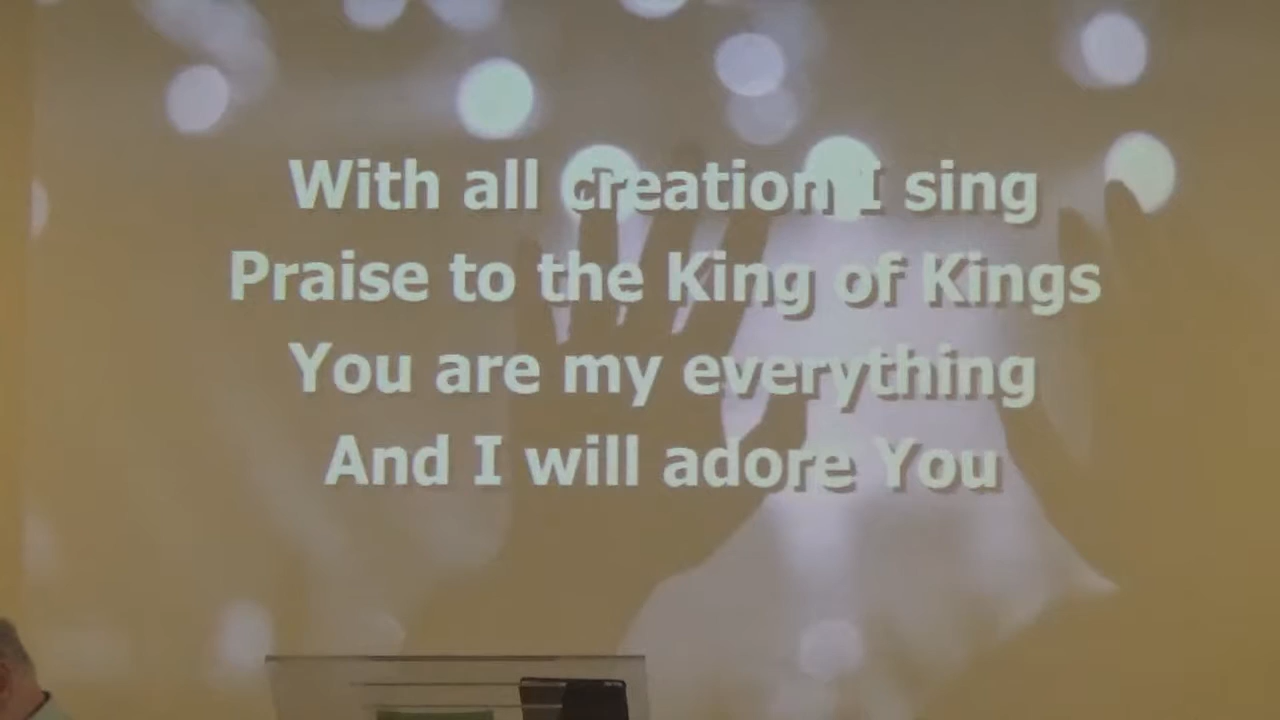 With all creation I sing
Praise to the King of Kings
You are my everything
And I will adore You